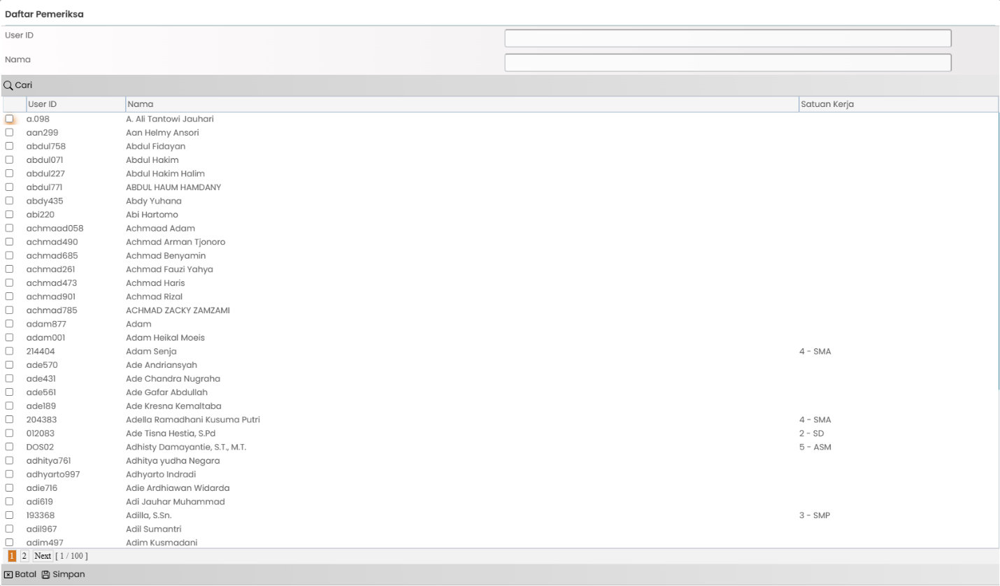 Daftar Pemeriksa
User ID
Nama
Cari
User ID Nama Satuan Kerja
a.098 A. Ali Tantowi Jauhari
aan299 Aan Helmy Ansori
abdul758 Abdul Fidayan
abdul071 Abdul Hakim
abdul227 Abdul Hakim Halim
abdul771 ABDUL HAUM HAMDANY
abdy435 Abdy Yuhana
abi220 Abi Hartomo
achmaad058 Achmaad Adam
achmad490 Achmad Arman Tjonoro
achmad685 Achmad Benyamin
achmad261 Achmad Fauzi Yahya
achmad473 Achmad Haris
achmad901 Achmad Rizal
achmad785 ACHMAD ZACKY ZAMZAMI
adam877 Adam
adam001 Adam Heikal Moeis
214404 Adam Senja 4 - SMA
ade570 Ade Andriansyah
ade431 Ade Chandra Nugraha
ade561 Ade Gafar Abdullah
ade189 Ade Kresna Kemaltaba
204383 Adella Ramadhani Kusuma Putri 4 - SMA
012083 Ade Tisna Hestia, S.Pd 2 - SD
DOS02 Adhisty Damayantie, S.T., M.T. 5 - ASM
adhitya761 Adhitya yudha Negara
adhyarto997 Adhyarto Indradi
adie716 Adie Ardhiawan Widarda
adi619 Adi Jauhar Muhammad
193368 Adilla, S.Sn. 3 - SMP
adil967 Adil Sumantri
adim497 Adim Kusmadani
1 2 Next [ 1 / 100 ]
Batal Simpan